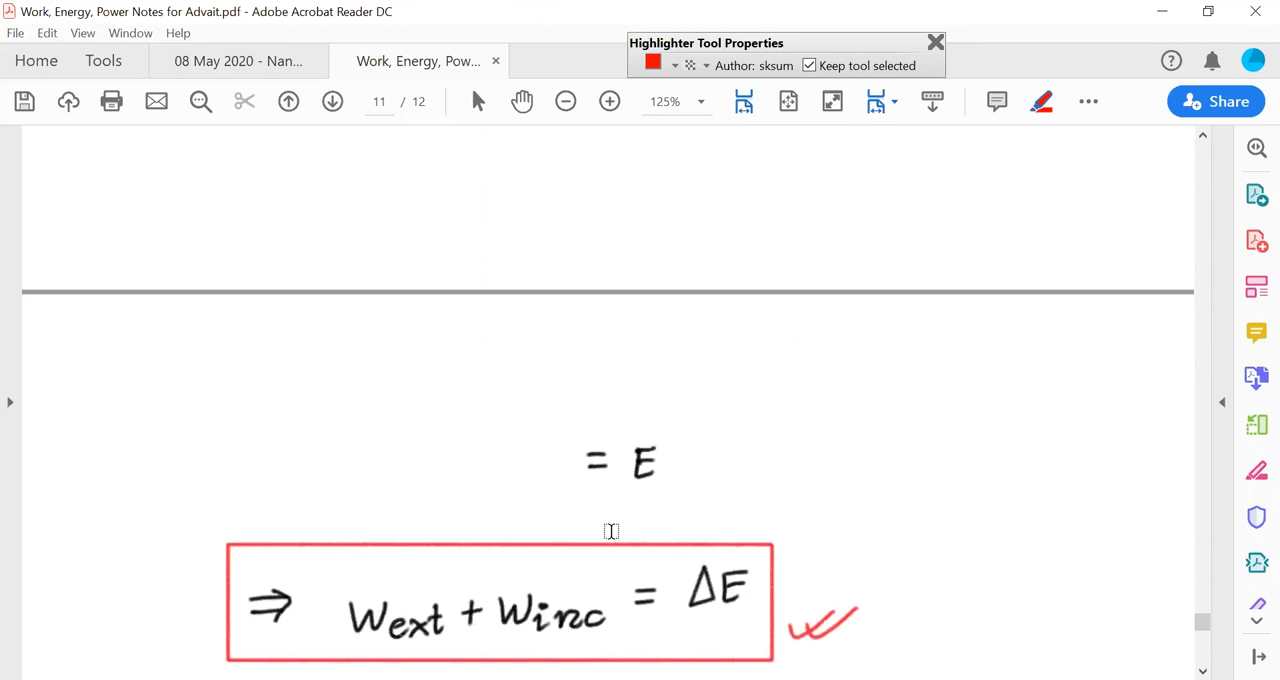 Work, Energy, Power Notes for Advait.pdf - Adobe Acrobat Reader DC
File Edit View Window Help
Highlighter Tool Properties
Author: sksum Keep tool selected
Home Tools 08 May 2020 - Nan... Work, Energy, Pow...
11 / 12 125% Share
= E
⇒ Wext + Winc = ΔE